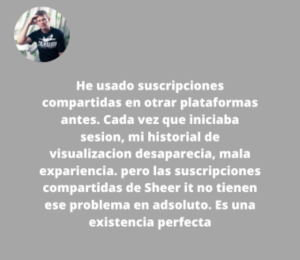 He usado suscripciones
compartidas en otrar plataformas
antes. Cada vez que iniciaba
sesion, mi historial de
visualizacion desaparecia, mala
expariencia. pero las suscripciones
compartidas de Sheer it no tienen
ese problema en adsoluto. Es una
existencia perfecta